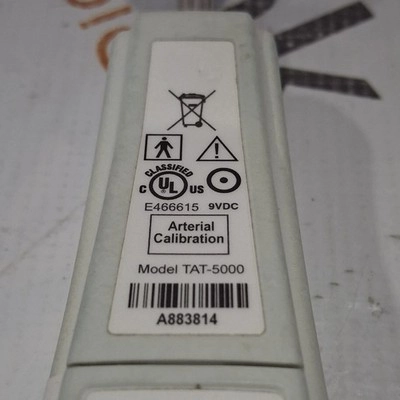 CLASSIFIED
C UL US
E466615 9VDC
Arterial
Calibration
Model TAT-5000
A883814